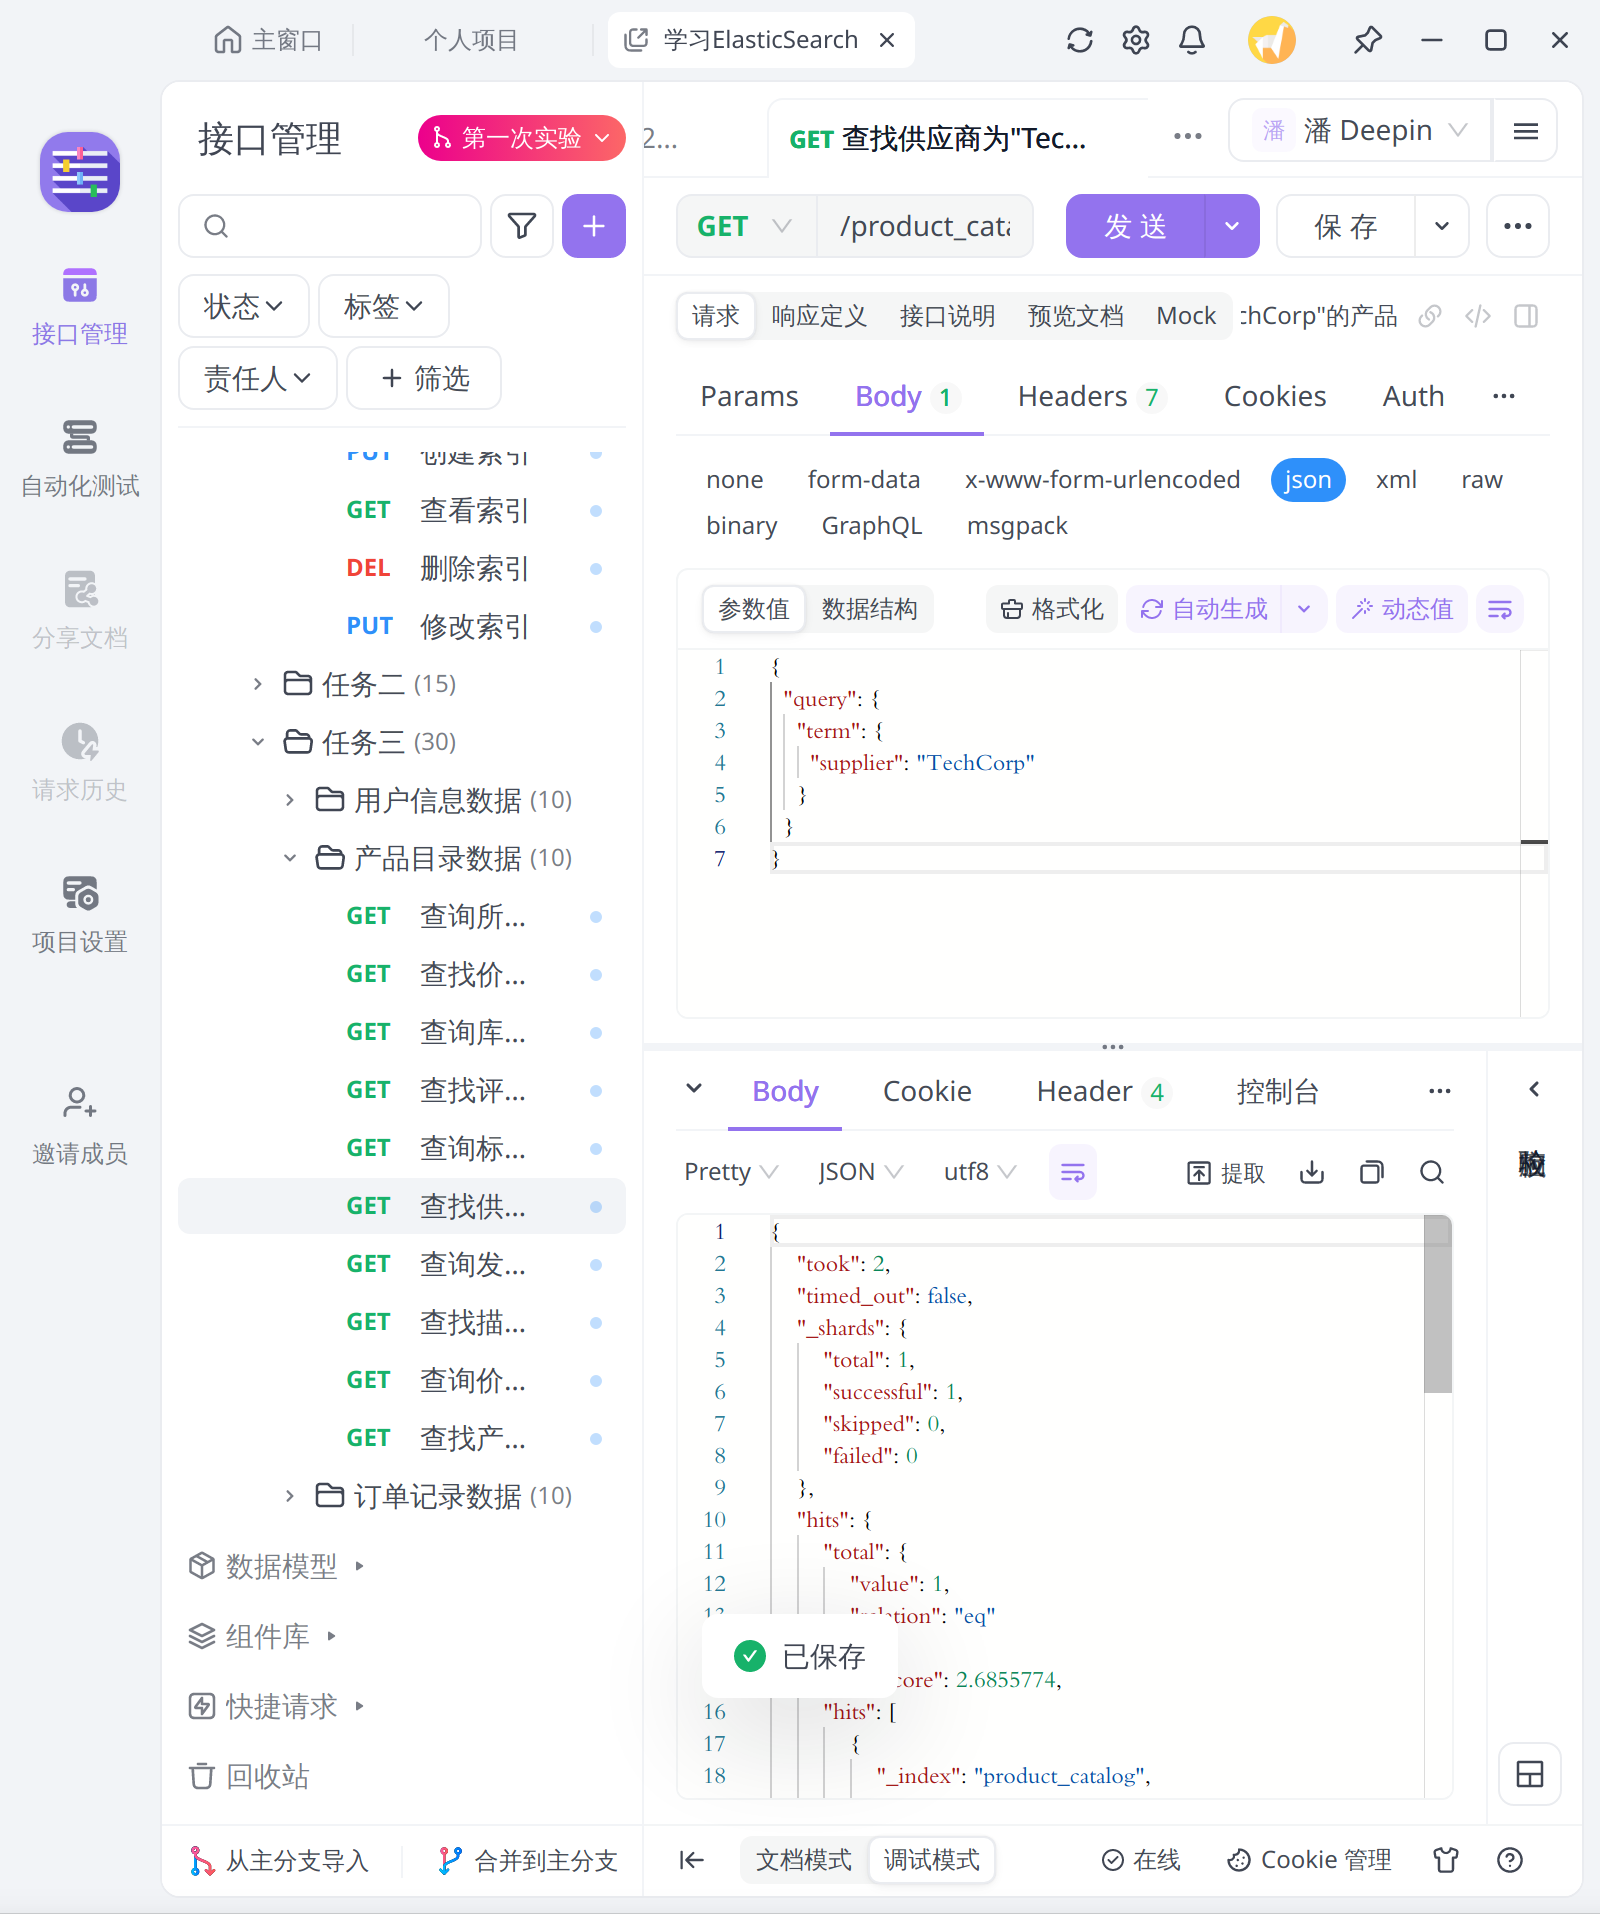 主窗口
个人项目
学习ElasticSearch
接口管理
第一次实验
2...
GET 查找供应商为"Tec...
潘 潘 Deepin
GET
/product_cat
发 送
保 存
状态
标签
责任人
筛选
请求
响应定义
接口说明
预览文档
Mock
chCorp"的产品
接口管理
自动化测试
分享文档
请求历史
项目设置
邀请成员
PUT 创建索引
GET 查看索引
DEL 删除索引
PUT 修改索引
任务二 (15)
任务三 (30)
用户信息数据 (10)
产品目录数据 (10)
GET 查询所...
GET 查找价...
GET 查询库...
GET 查找评...
GET 查询标...
GET 查找供...
GET 查询发...
GET 查找描...
GET 查询价...
GET 查找产...
订单记录数据 (10)
数据模型
组件库
快捷请求
回收站
从主分支导入
合并到主分支
Params
Body 1
Headers 7
Cookies
Auth
none
form-data
x-www-form-urlencoded
json
xml
raw
binary
GraphQL
msgpack
参数值
数据结构
格式化
自动生成
动态值
1 {
2 "query": {
3 "term": {
4 "supplier": "TechCorp"
5 }
6 }
7 }
Body
Cookie
Header 4
控制台
Pretty
JSON
utf8
提取
1 {
2 "took": 2,
3 "timed_out": false,
4 "_shards": {
5 "total": 1,
6 "successful": 1,
7 "skipped": 0,
8 "failed": 0
9 },
10 "hits": {
11 "total": {
12 "value": 1,
13 "relation": "eq"
core": 2.6855774,
已保存
16 "hits": [
17 {
18 "_index": "product_catalog",
文档模式
调试模式
在线
Cookie 管理